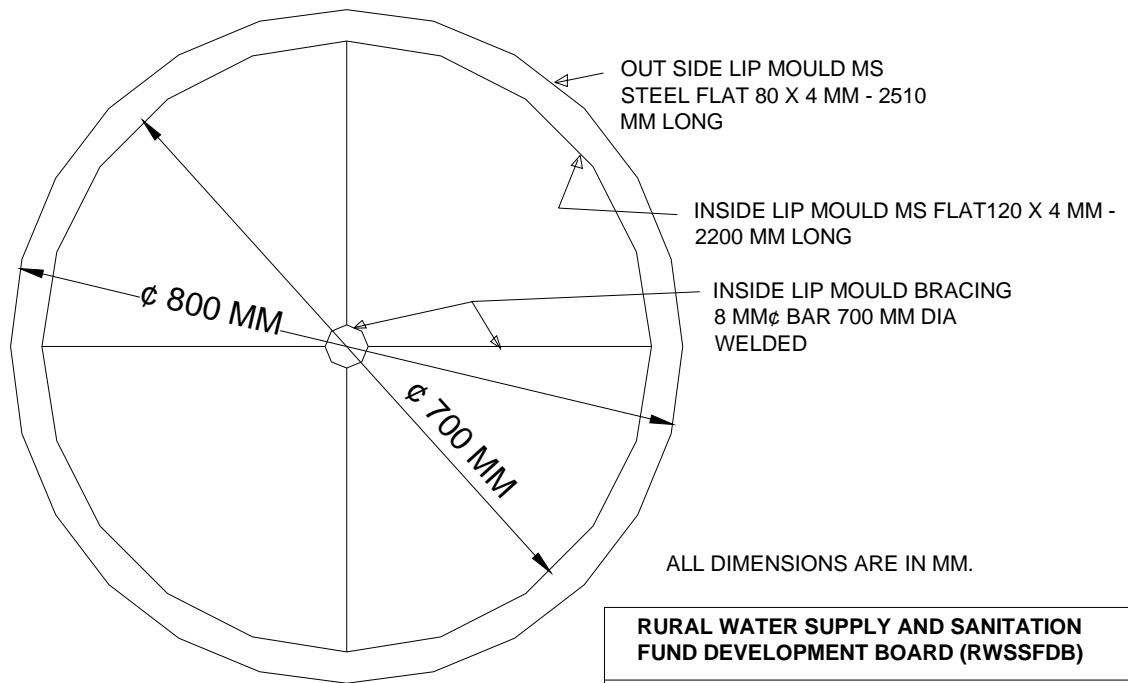 OUT SIDE LIP MOULD MS
STEEL FLAT 80 X 4 MM - 2510
MM LONG
INSIDE LIP MOULD MS FLAT120 X 4 MM -
2200 MM LONG
INSIDE LIP MOULD BRACING
8 MM¢ BAR 700 MM DIA
WELDED
¢ 800 MM
¢ 700 MM
ALL DIMENSIONS ARE IN MM.
RURAL WATER SUPPLY AND SANITATION
FUND DEVELOPMENT BOARD (RWSSFDB)